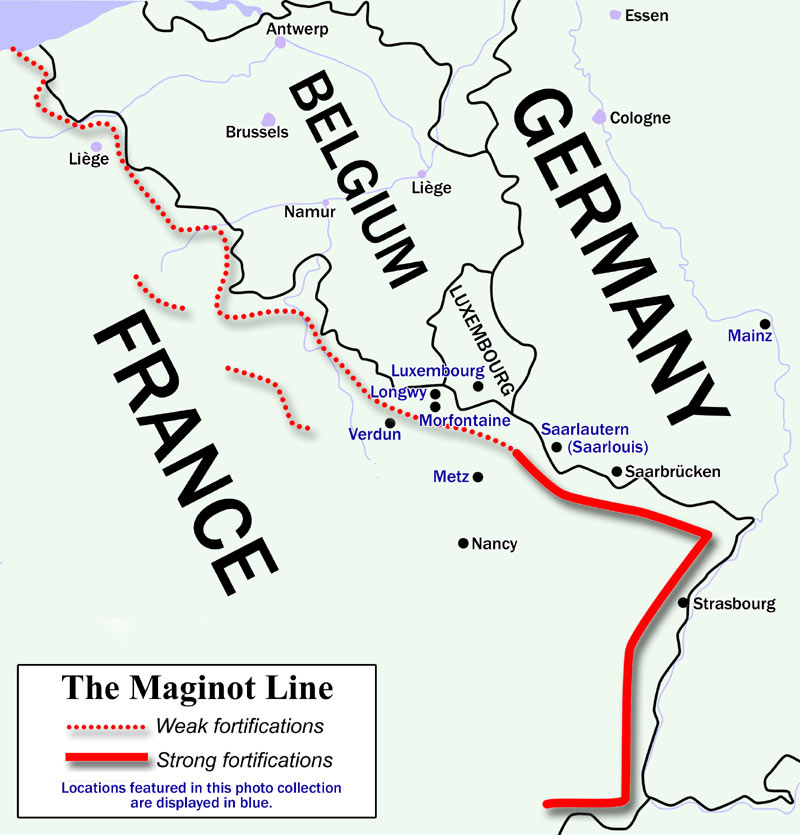 Essen
Antwerp
Cologne
Brussels
Liège
Liège
Namur
BELGIUM
GERMANY
FRANCE
LUXEMBOURG
Mainz
Luxembourg
Longwy
Morfontaine
Verdun
Saarlautern
(Saarlouis)
Metz
Saarbrücken
Nancy
Strasbourg
The Maginot Line
Weak fortifications
Strong fortifications
Locations featured in this photo collection
are displayed in blue.